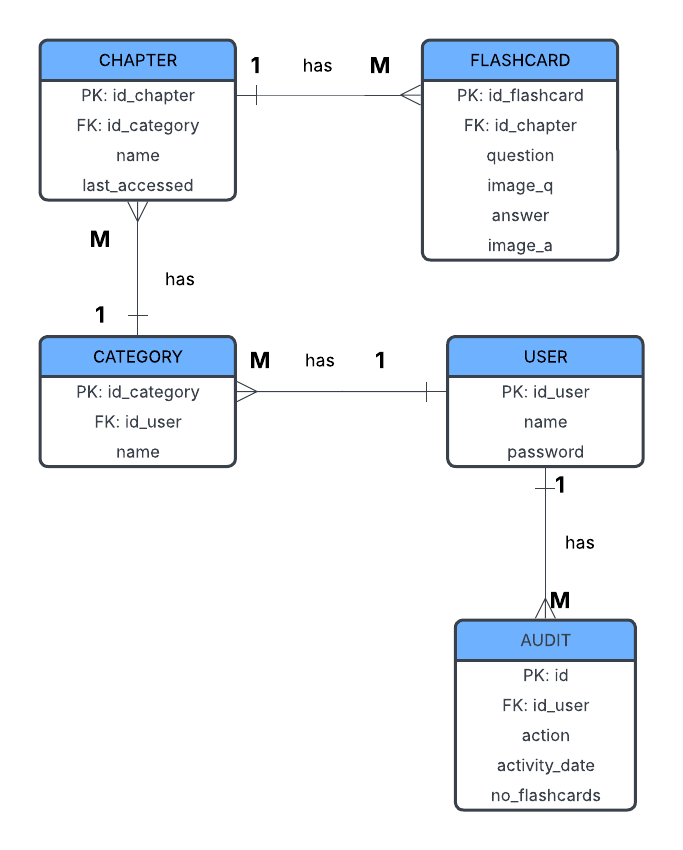 CHAPTER
PK: id_chapter
FK: id_category
name
last_accessed
1 has M
FLASHCARD
PK: id_flashcard
FK: id_chapter
question
image_q
answer
image_a
M
has
1
CATEGORY
PK: id_category
FK: id_user
name
M has 1
USER
PK: id_user
name
password
1
has
M
AUDIT
PK: id
FK: id_user
action
activity_date
no_flashcards